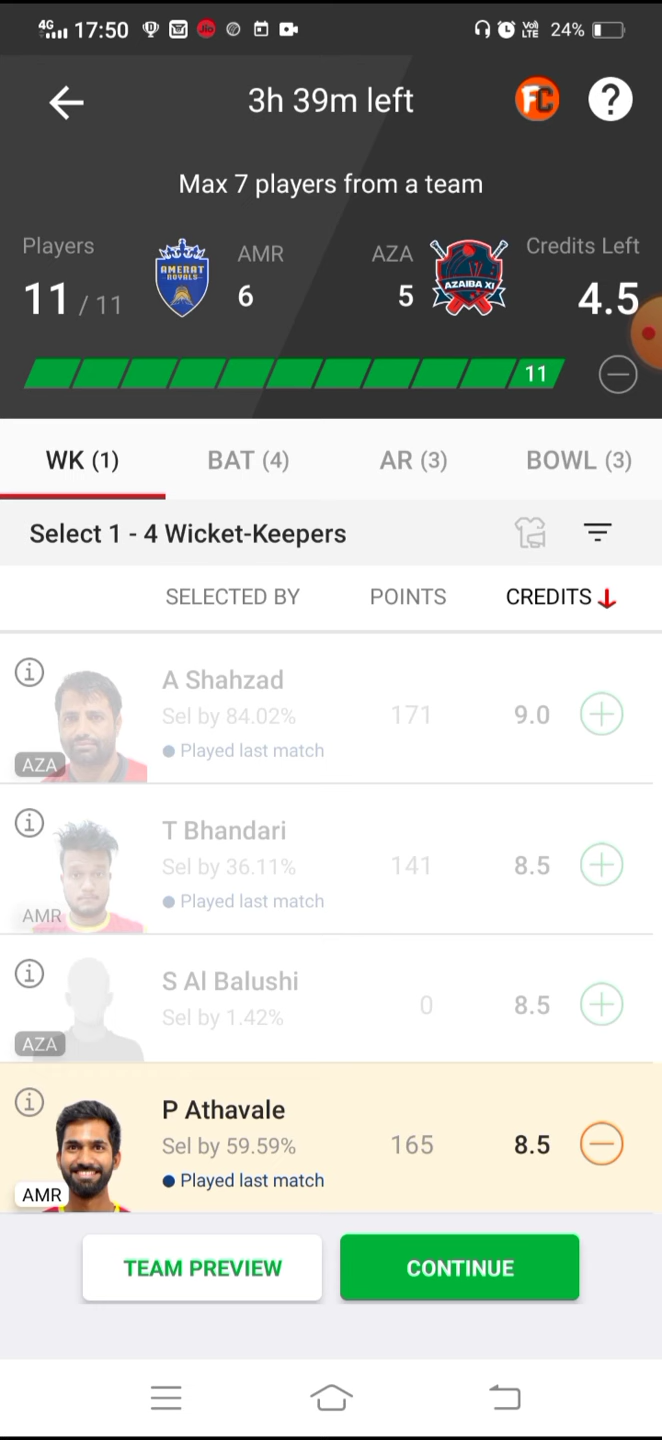 4G 17:50 Jio VoD LTE 24%
3h 39m left FC ?
Max 7 players from a team
Players AMR AZA Credits Left
11 / 11 6 5 4.5
AMERAT ROYALS
AZAIBA XI
11
WK (1) BAT (4) AR (3) BOWL (3)
Select 1 - 4 Wicket-Keepers
SELECTED BY POINTS CREDITS
A Shahzad
Sel by 84.02% 171 9.0
Played last match
AZA
T Bhandari
Sel by 36.11% 141 8.5
Played last match
AMR
S Al Balushi
Sel by 1.42% 0 8.5
AZA
P Athavale
Sel by 59.59% 165 8.5
Played last match
AMR
TEAM PREVIEW CONTINUE